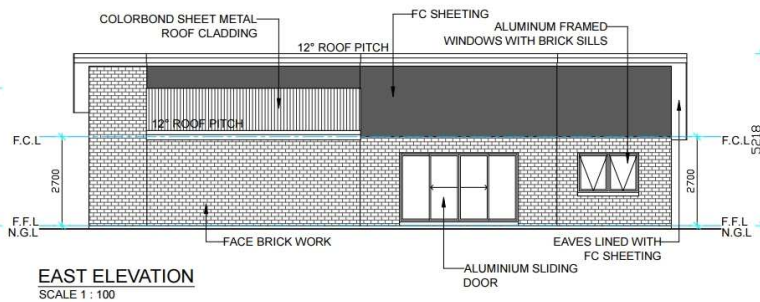 COLORBOND SHEET METAL
ROOF CLADDING
FC SHEETING
12° ROOF PITCH
ALUMINUM FRAMED
WINDOWS WITH BRICK SILLS
12° ROOF PITCH
F.C.L
F.C.L
5218
2700
2700
F.F.L
N.G.L
F.F.L
N.G.L
FACE BRICK WORK
EAVES LINED WITH
FC SHEETING
ALUMINIUM SLIDING
DOOR
EAST ELEVATION
SCALE 1 : 100